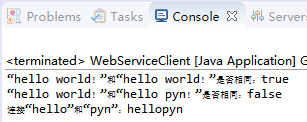 Problems Tasks Console Servers
<terminated> WebServiceClient [Java Application] G
“hello world！”和“hello world！”是否相同：true
“hello world！”和“hello pyn！”是否相同：false
连接“hello”和“pyn”：hellopyn